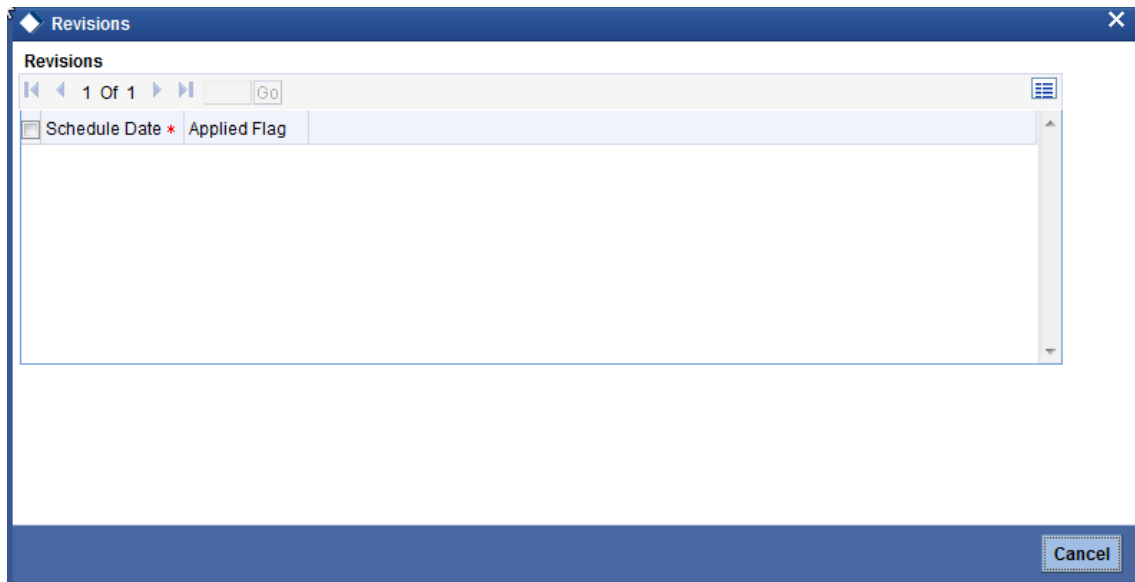 Revisions
Revisions
1 Of 1 Go
Schedule Date * Applied Flag
Cancel